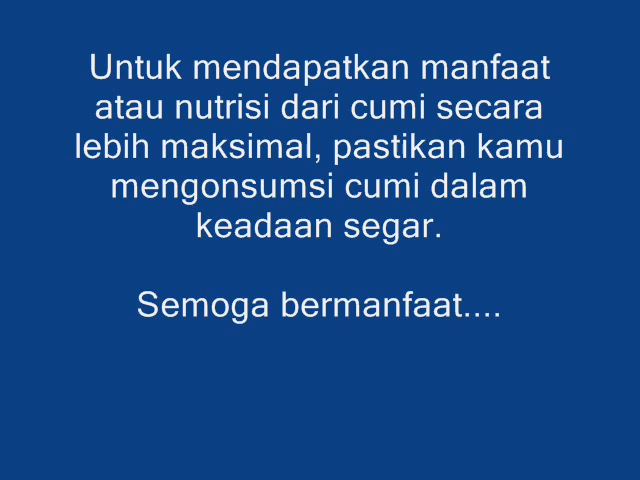 Untuk mendapatkan manfaat
atau nutrisi dari cumi secara
lebih maksimal, pastikan kamu
mengonsumsi cumi dalam
keadaan segar.
Semoga bermanfaat....